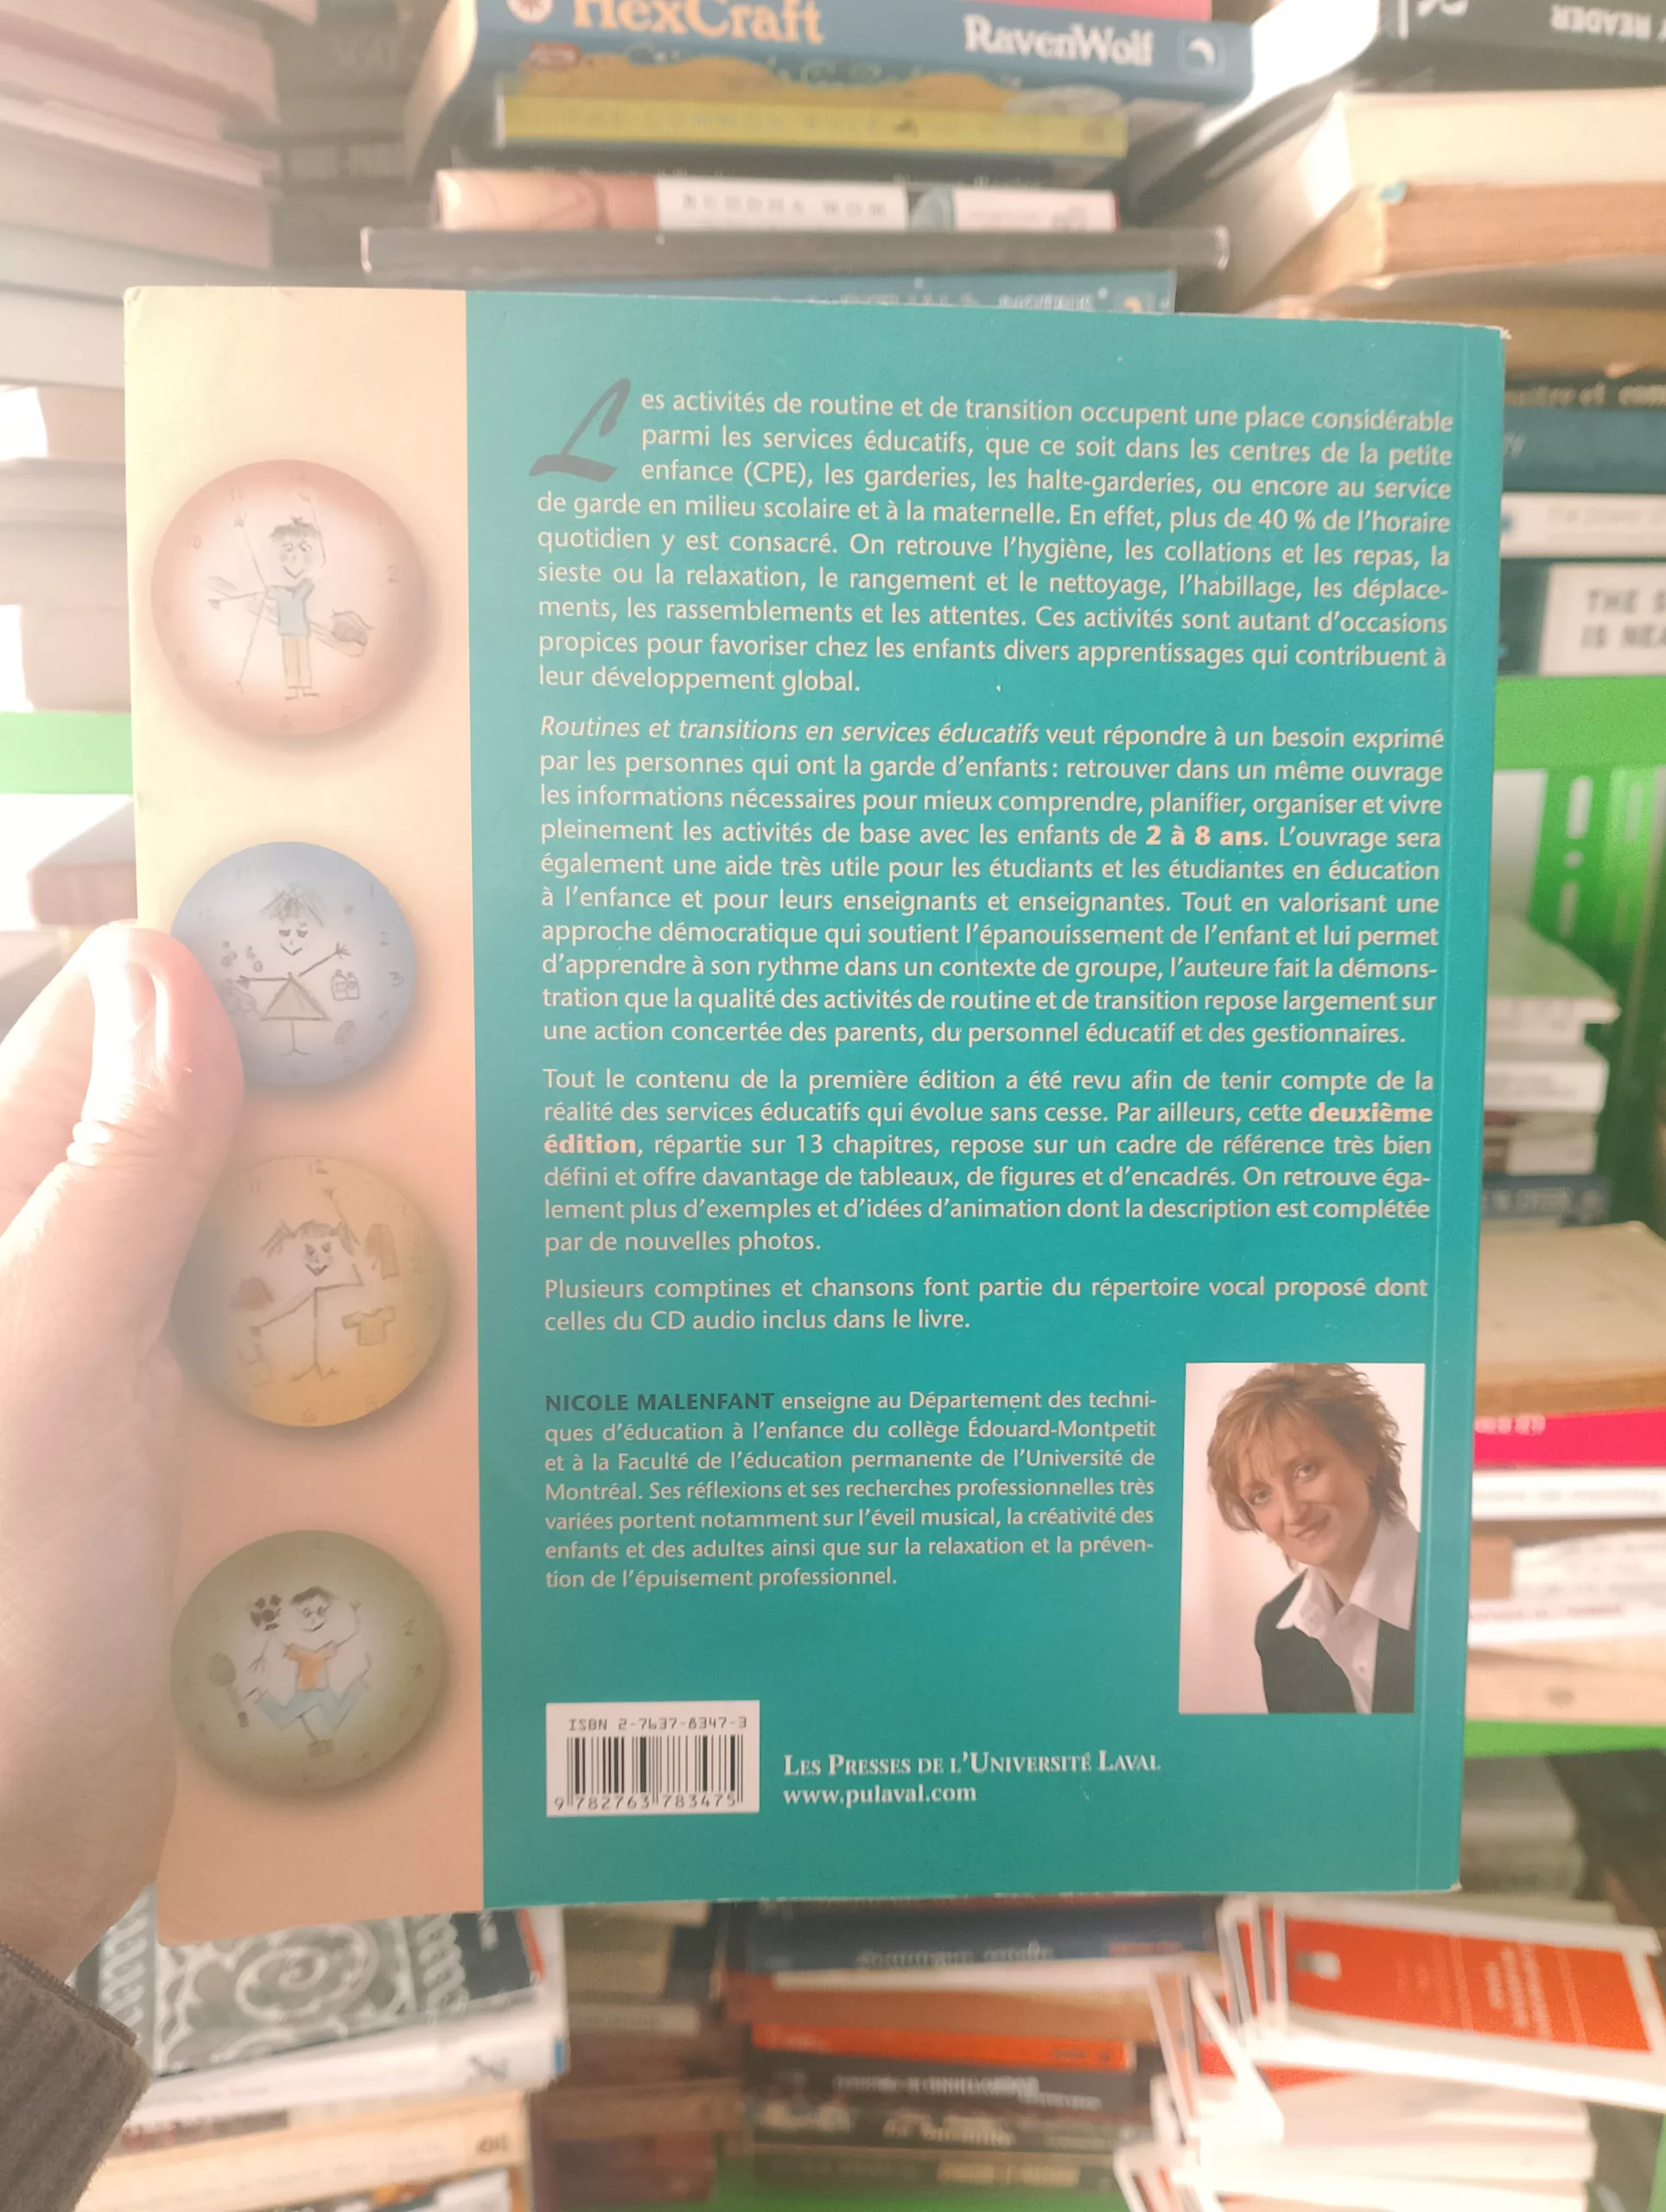 HexCraft
RavenWolf
READER
BUDDHA
THE
IS
Les activités de routine et de transition occupent une place considérable
parmi les services éducatifs, que ce soit dans les centres de la petite
enfance (CPE), les garderies, les halte-garderies, ou encore au service
de garde en milieu scolaire et à la maternelle. En effet, plus de 40 % de l'horaire
quotidien y est consacré. On retrouve l'hygiène, les collations et les repas, la
sieste ou la relaxation, le rangement et le nettoyage, l'habillage, les déplace-
ments, les rassemblements et les attentes. Ces activités sont autant d'occasions
propices pour favoriser chez les enfants divers apprentissages qui contribuent à
leur développement global.
Routines et transitions en services éducatifs veut répondre à un besoin exprimé
par les personnes qui ont la garde d'enfants : retrouver dans un même ouvrage
les informations nécessaires pour mieux comprendre, planifier, organiser et vivre
pleinement les activités de base avec les enfants de 2 à 8 ans. L'ouvrage sera
également une aide très utile pour les étudiants et les étudiantes en éducation
à l'enfance et pour leurs enseignants et enseignantes. Tout en valorisant une
approche démocratique qui soutient l'épanouissement de l'enfant et lui permet
d'apprendre à son rythme dans un contexte de groupe, l'auteure fait la démons-
tration que la qualité des activités de routine et de transition repose largement sur
une action concertée des parents, du personnel éducatif et des gestionnaires.
Tout le contenu de la première édition a été revu afin de tenir compte de la
réalité des services éducatifs qui évolue sans cesse. Par ailleurs, cette deuxième
édition, répartie sur 13 chapitres, repose sur un cadre de référence très bien
défini et offre davantage de tableaux, de figures et d'encadrés. On retrouve éga-
lement plus d'exemples et d'idées d'animation dont la description est complétée
par de nouvelles photos.
Plusieurs comptines et chansons font partie du répertoire vocal proposé dont
celles du CD audio inclus dans le livre.
NICOLE MALENFANT enseigne au Département des techni-
ques d'éducation à l'enfance du collège Édouard-Montpetit
et à la Faculté de l'éducation permanente de l'Université de
Montréal. Ses réflexions et ses recherches professionnelles très
variées portent notamment sur l'éveil musical, la créativité des
enfants et des adultes ainsi que sur la relaxation et la préven-
tion de l'épuisement professionnel.
ISBN 2-7637-8347-3
9 782763 783475
LES PRESSES DE L'UNIVERSITÉ LAVAL
www.pulaval.com